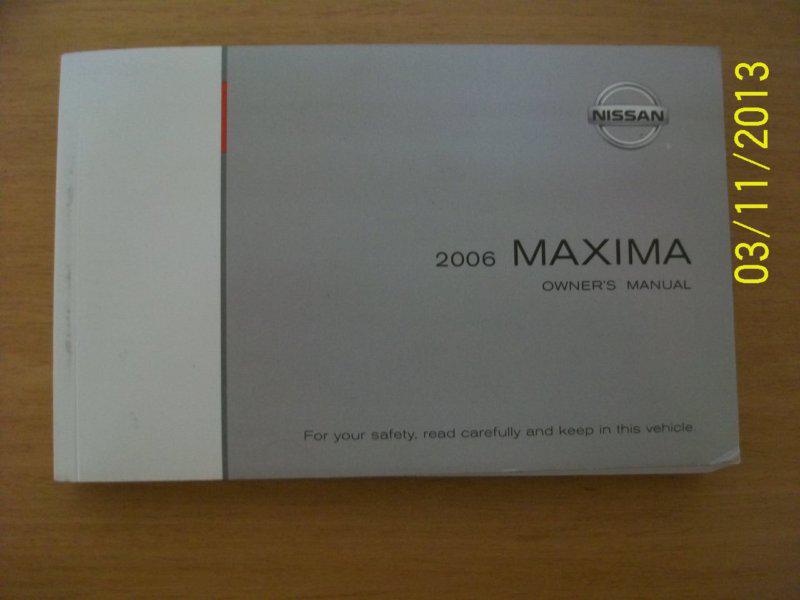 NISSAN
2006 MAXIMA
OWNER'S MANUAL
For your safety, read carefully and keep in this vehicle.
03/11/2013